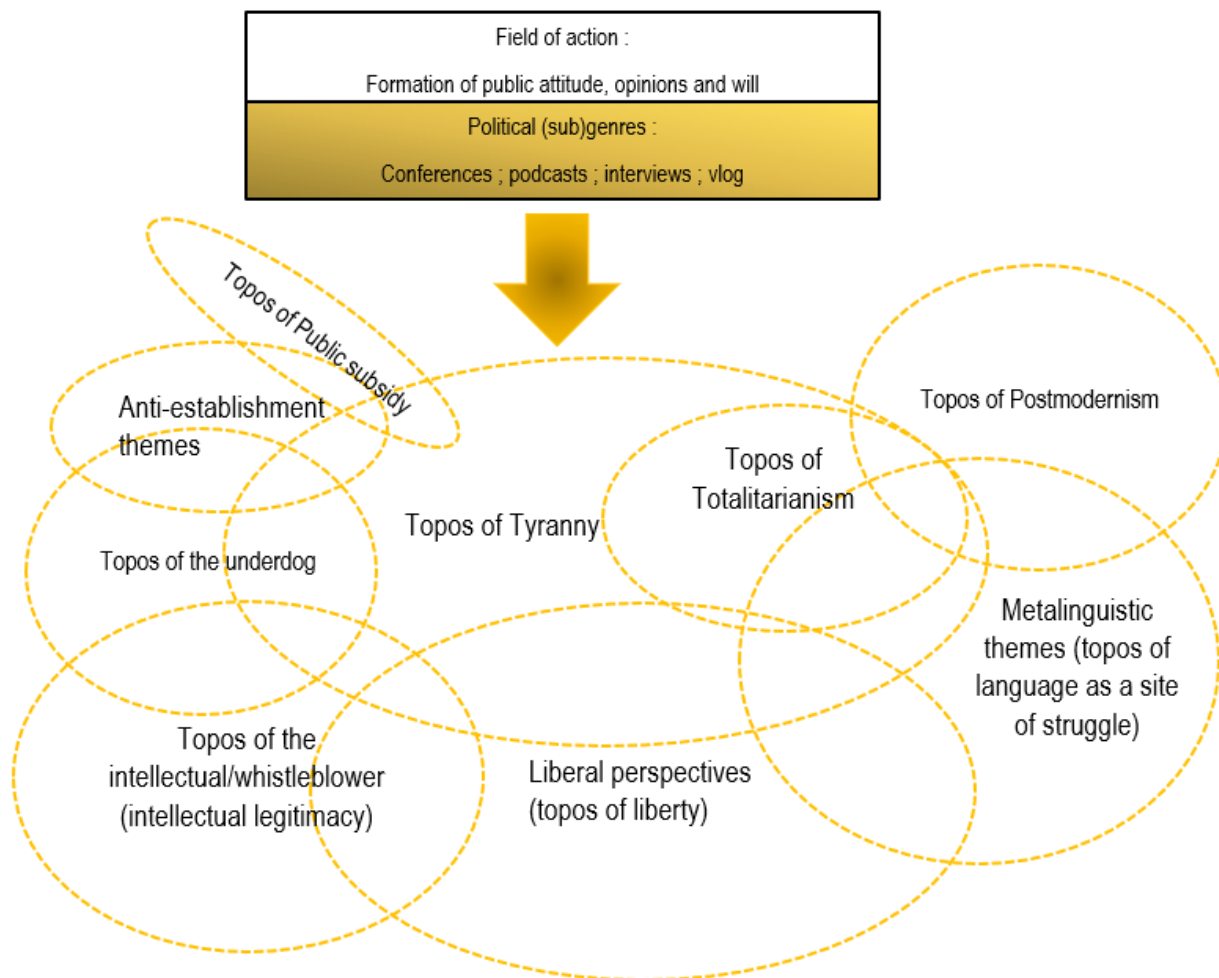 Field of action :
Formation of public attitude, opinions and will
Political (sub)genres :
Conferences ; podcasts ; interviews ; vlog
Topos of Public subsidy
Anti-establishment
themes
Topos of Postmodernism
Topos of
Totalitarianism
Topos of Tyranny
Topos of the underdog
Metalinguistic
themes (topos of
language as a site
of struggle)
Topos of the
intellectual/whistleblower
(intellectual legitimacy)
Liberal perspectives
(topos of liberty)